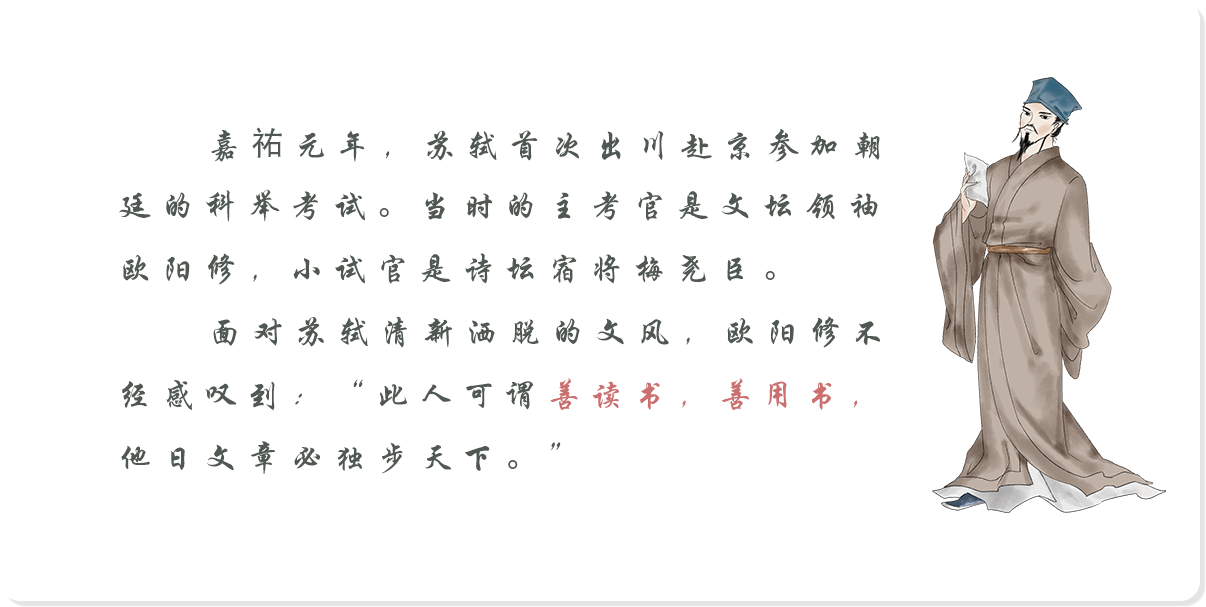 嘉祐元年，苏轼首次出川赴京参加朝
廷的科举考试。当时的主考官是文坛领袖
欧阳修，小试官是诗坛宿将梅尧臣。
面对苏轼清新洒脱的文风，欧阳修不
经感叹到：“此人可谓善读书，善用书，
他日文章必独步天下。”